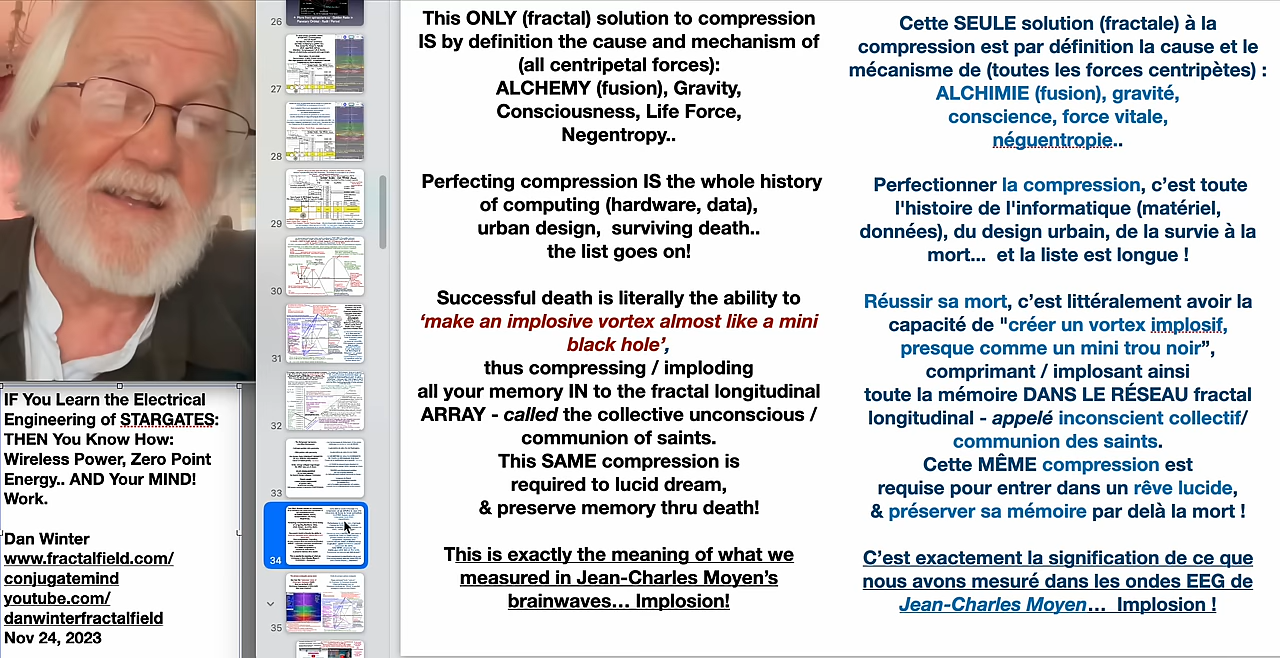 26
27
28
29
30
31
32
33
34
35
IF You Learn the Electrical
Engineering of STARGATES:
THEN You Know How:
Wireless Power, Zero Point
Energy.. AND Your MIND!
Work.
Dan Winter
www.fractalfield.com/
conjugatemind
youtube.com/
danwinterfractalfield
Nov 24, 2023
This ONLY (fractal) solution to compression
IS by definition the cause and mechanism of
(all centripetal forces):
ALCHEMY (fusion), Gravity,
Consciousness, Life Force,
Negentropy..
Perfecting compression IS the whole history
of computing (hardware, data),
urban design,  surviving death..
the list goes on!
Successful death is literally the ability to
‘make an implosive vortex almost like a mini
black hole’,
thus compressing / imploding
all your memory IN to the fractal longitudinal
ARRAY - called the collective unconscious /
communion of saints.
This SAME compression is
required to lucid dream,
& preserve memory thru death!
This is exactly the meaning of what we
measured in Jean-Charles Moyen’s
brainwaves… Implosion!
Cette SEULE solution (fractale) à la
compression est par définition la cause et le
mécanisme de (toutes les forces centripètes) :
ALCHIMIE (fusion), gravité,
conscience, force vitale,
néguentropie..
Perfectionner la compression, c’est toute
l'histoire de l'informatique (matériel,
données), du design urbain, de la survie à la
mort...  et la liste est longue !
Réussir sa mort, c’est littéralement avoir la
capacité de "créer un vortex implosif,
presque comme un mini trou noir”,
comprimant / implosant ainsi
toute la mémoire DANS LE RÉSEAU fractal
longitudinal - appelé inconscient collectif/
communion des saints.
Cette MÊME compression est
requise pour entrer dans un rêve lucide,
& préserver sa mémoire par delà la mort !
C’est exactement la signification de ce que
nous avons mesuré dans les ondes EEG de
Jean-Charles Moyen…  Implosion !